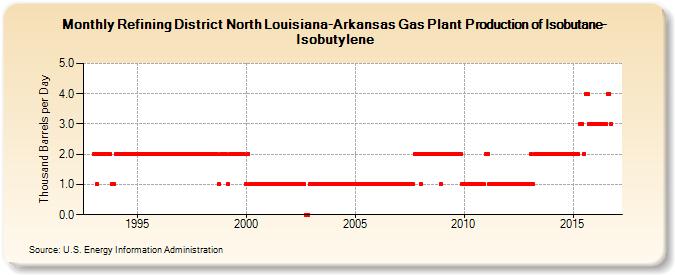 Monthly Refining District North Louisiana-Arkansas Gas Plant Production of Isobutane-
Isobutylene
Thousand Barrels per Day
5.0
4.0
3.0
2.0
1.0
0.0
1995
2000
2005
2010
2015
Source: U.S. Energy Information Administration